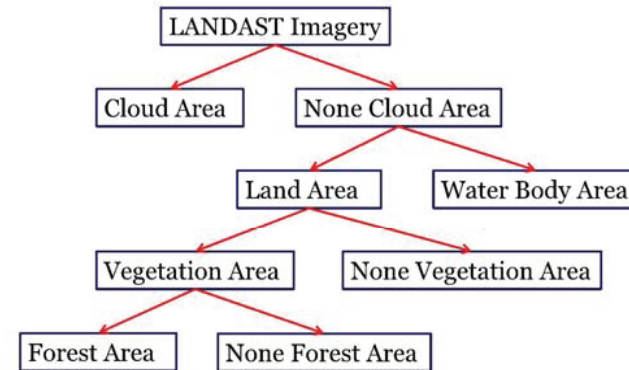 LANDAST Imagery
Cloud Area
None Cloud Area
Land Area
Water Body Area
Vegetation Area
None Vegetation Area
Forest Area
None Forest Area